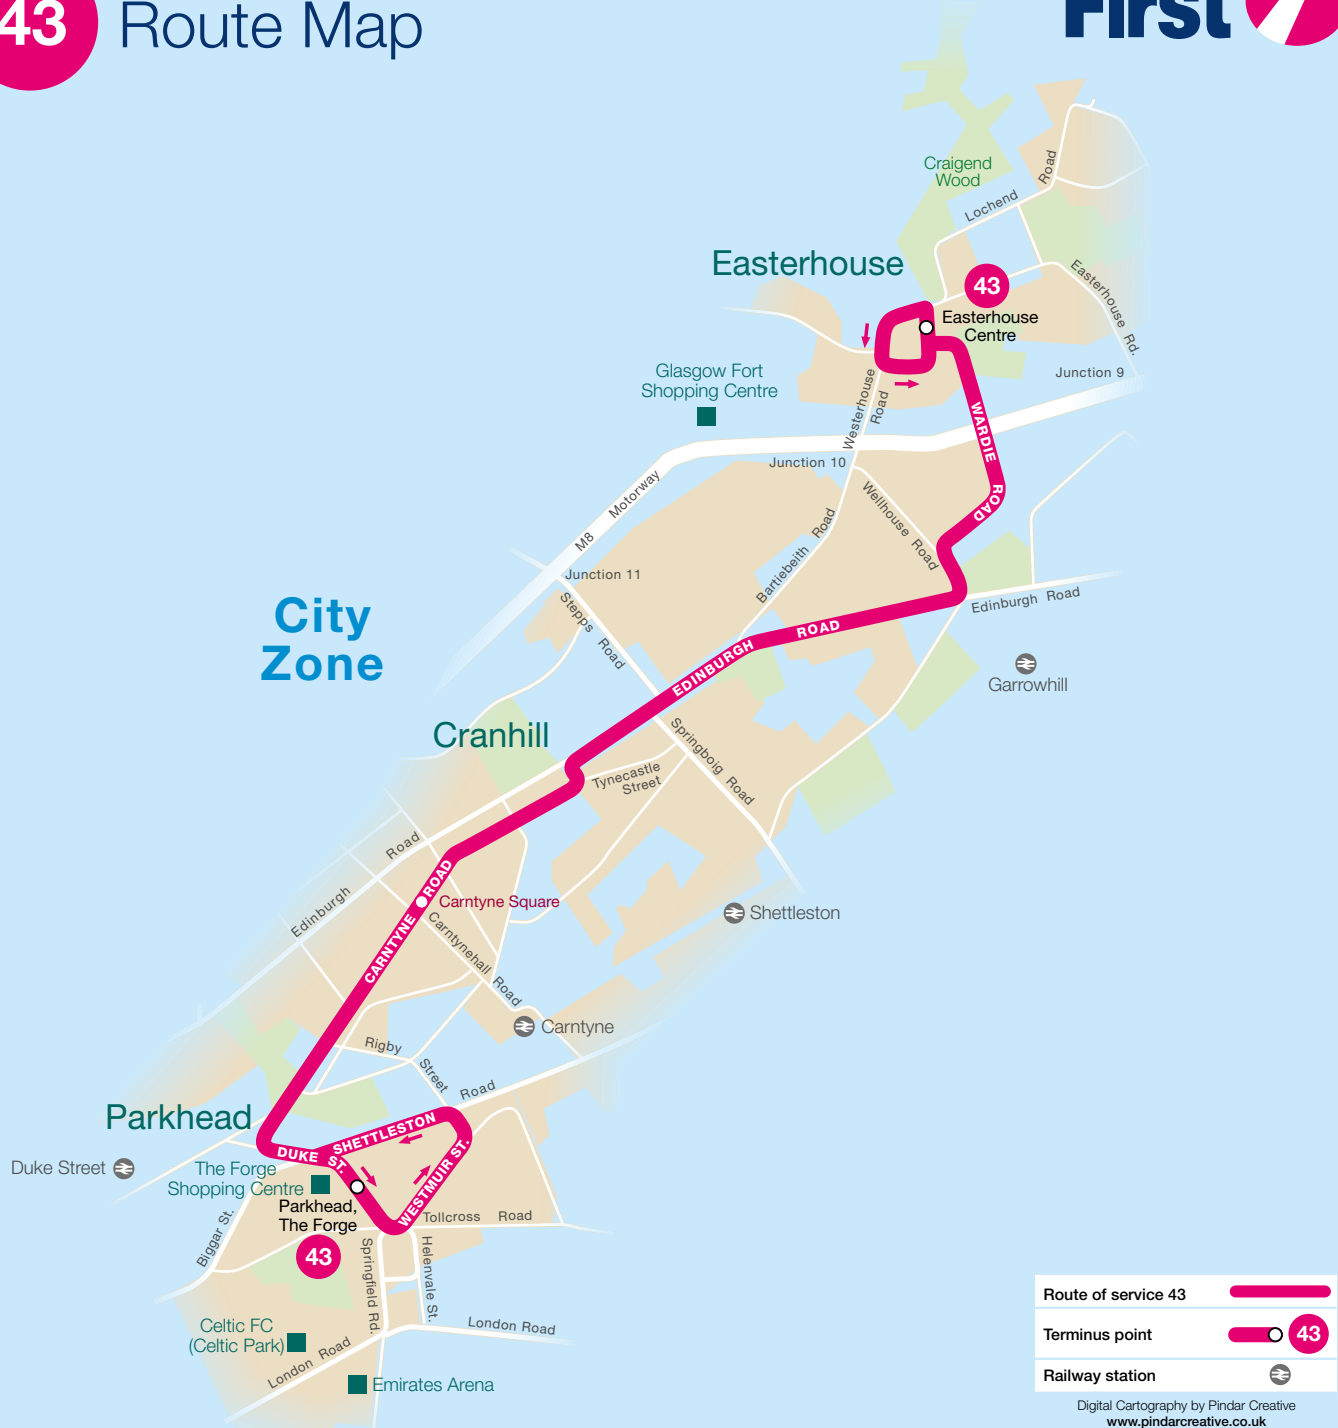 43
Route Map
First
Craigend
Wood
Lochend
Road
Easterhouse
43
Easterhouse
Centre
Easterhouse Rd.
Junction 9
Glasgow Fort
Shopping Centre
Westerhouse
Road
WARDIE
ROAD
Junction 10
M8 Motorway
Wellhouse Road
Bartiebeith Road
Junction 11
Stepps Road
City
Zone
Edinburgh Road
EDINBURGH ROAD
Garrowhill
Cranhill
Springboig Road
Tynecastle
Street
Edinburgh Road
CARNTYNE ROAD
Carntyne Square
Carntynehall Road
Shettleston
Carntyne
Rigby Street
Road
Parkhead
SHETTLESTON
DUKE ST.
WESTMUIR ST.
Duke Street
The Forge
Shopping Centre
Parkhead,
The Forge
43
Tollcross Road
Biggar St.
Springfield Rd.
Helenvale St.
Celtic FC
(Celtic Park)
London Road
London Road
Emirates Arena
Route of service 43
Terminus point
43
Railway station
Digital Cartography by Pindar Creative
www.pindarcreative.co.uk